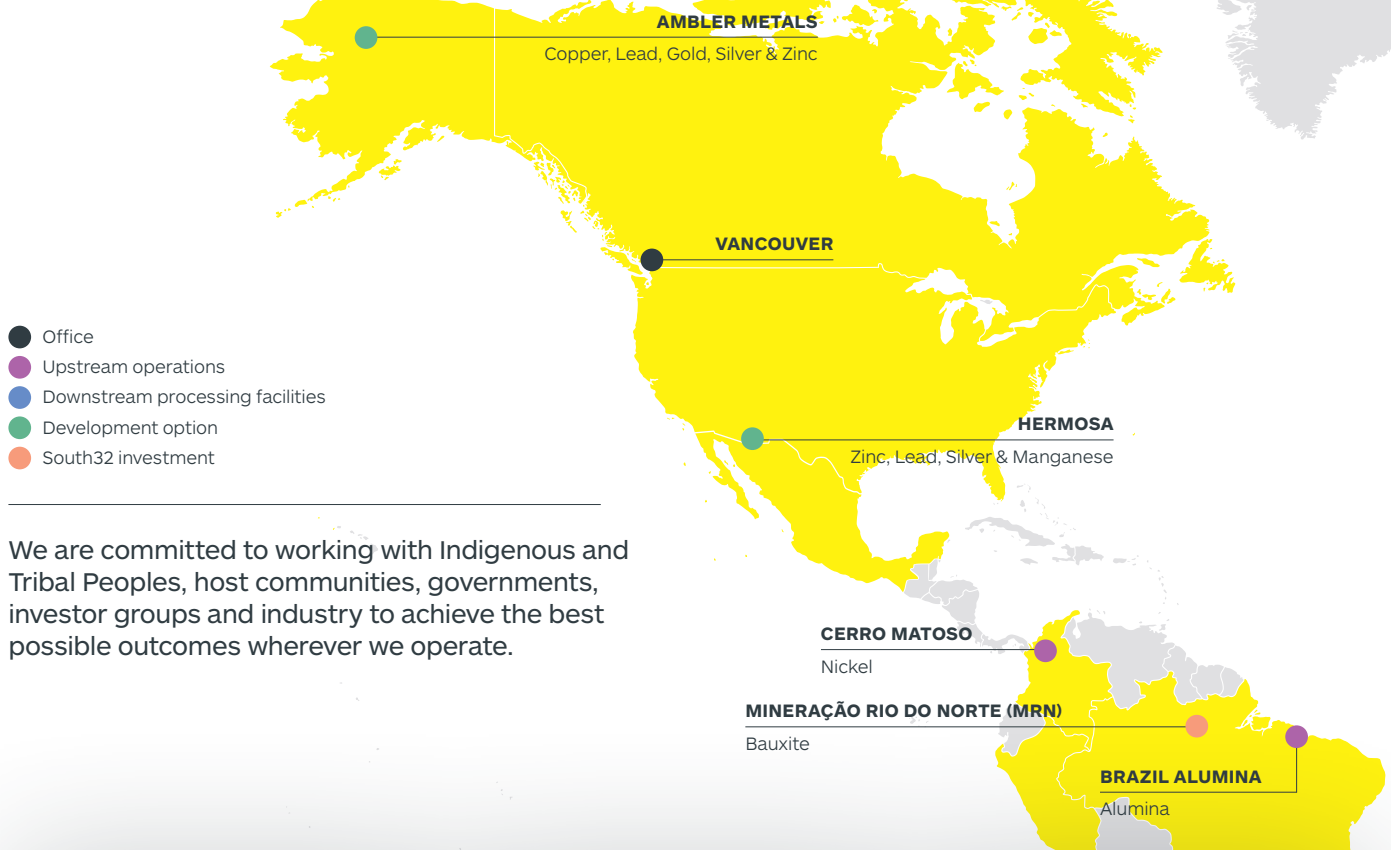 AMBLER METALS
Copper, Lead, Gold, Silver & Zinc
VANCOUVER
Office
Upstream operations
Downstream processing facilities
Development option
South32 investment
HERMOSA
Zinc, Lead, Silver & Manganese
We are committed to working with Indigenous and
Tribal Peoples, host communities, governments,
investor groups and industry to achieve the best
possible outcomes wherever we operate.
CERRO MATOSO
Nickel
MINERAÇÃO RIO DO NORTE (MRN)
Bauxite
BRAZIL ALUMINA
Alumina